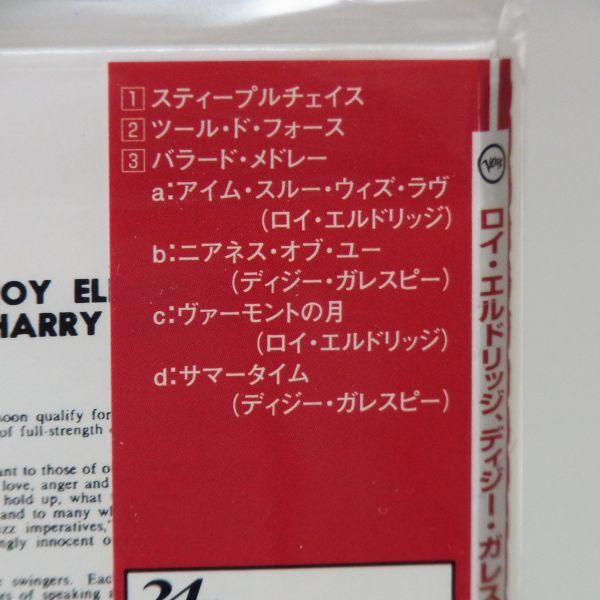 1 スティープルチェイス
2 ツール・ド・フォース
3 バラード・メドレー
a:アイム・スルー・ウィズ・ラヴ
(ロイ・エルドリッジ)
b:ニアネス・オブ・ユー
(ディジー・ガレスピー)
c:ヴァーモントの月
(ロイ・エルドリッジ)
d:サマータイム
(ディジー・ガレスピー)
24
Verve
ロイ・エルドリッジ、ディジー・ガレス
OY EL
HARRY
soon qualify for
of full-strength
ant to those of
love, anger and
hold up, what
and to many
zz imperatives,"
ngly innocent
swingers. Eac
es of speaking